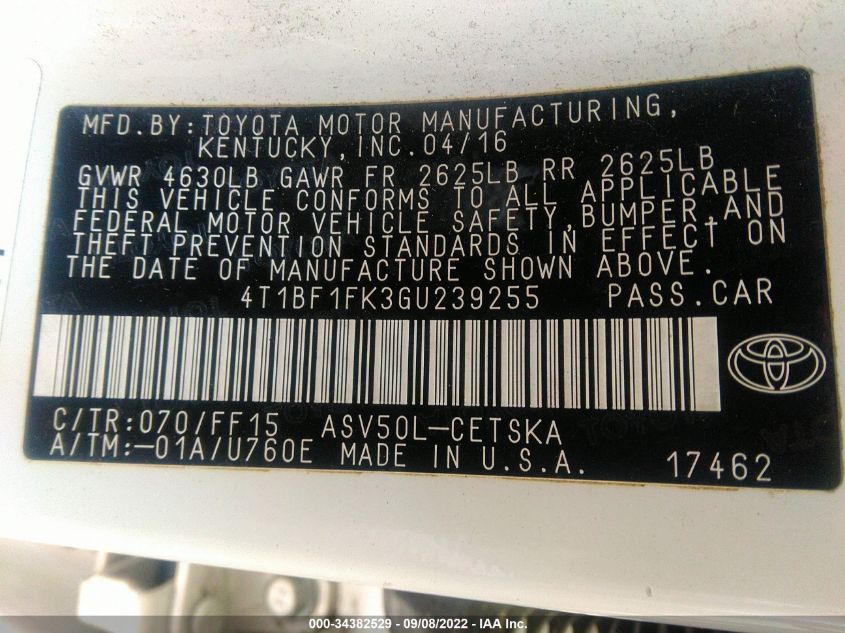 MFD.BY:TOYOTA MOTOR MANUFACTURING,
KENTUCKY,INC.04/16
GVWR 4630LB GAWR FR 2625LB RR 2625LB
THIS VEHICLE CONFORMS TO ALL APPLICABLE
FEDERAL MOTOR VEHICLE SAFETY,BUMPER,AND
THEFT PREVENTION STANDARDS IN EFFECT ON
THE DATE OF MANUFACTURE SHOWN ABOVE.
4T1BF1FK3GU239255 PASS.CAR
C/TR:070/FF15 ASV50L-CETSKA
A/TM:-01A/U760E MADE IN U.S.A. 17462
000-34382529 - 09/08/2022 - IAA Inc.